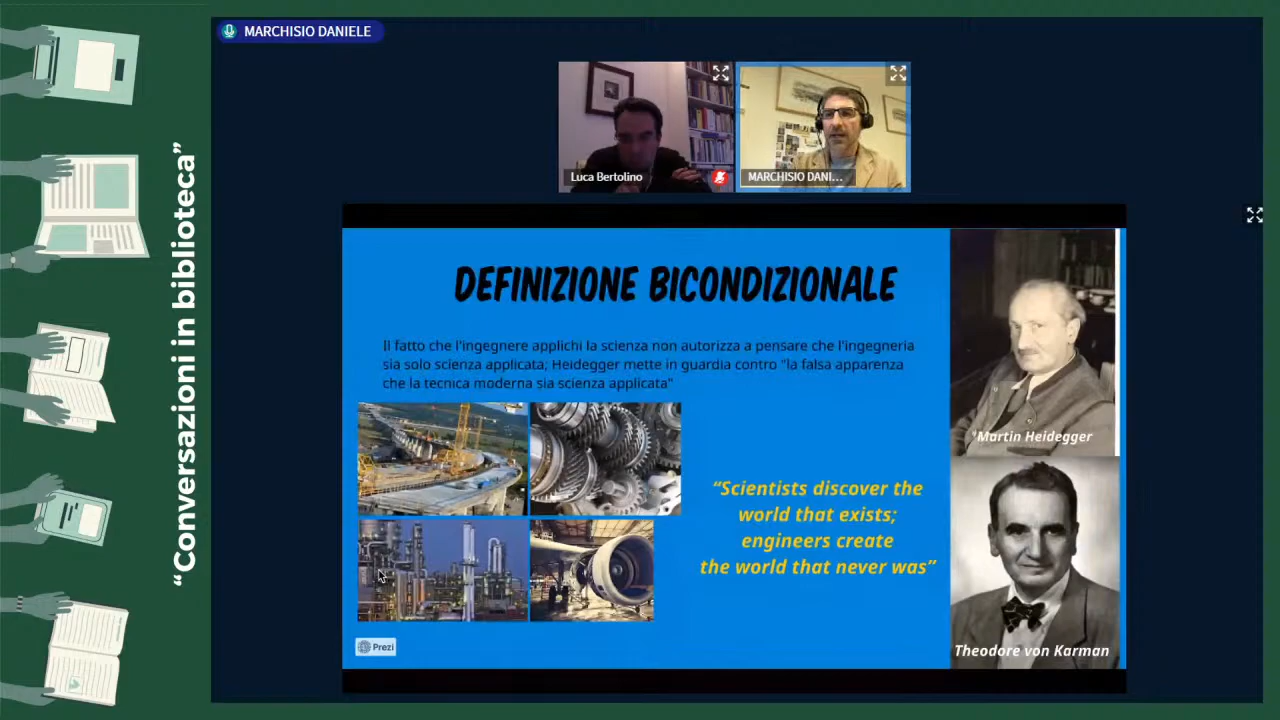 MARCHISIO DANIELE
"Conversazioni in biblioteca"
Luca Bertolino
MARCHISIO DANI...
DEFINIZIONE BICONDIZIONALE
Il fatto che l'ingegnere applichi la scienza non autorizza a pensare che l'ingegneria
sia solo scienza applicata; Heidegger mette in guardia contro "la falsa apparenza
che la tecnica moderna sia scienza applicata"
"Martin Heidegger
“Scientists discover the
world that exists;
engineers create
the world that never was”
Theodore von Karman
Prezi